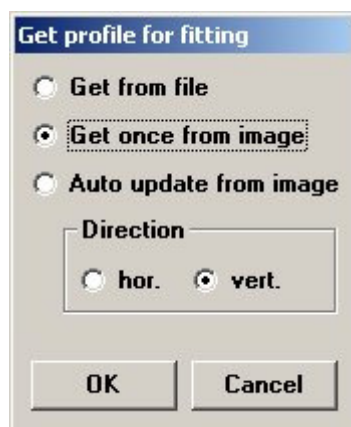 Get profile for fitting
Get from file
Get once from image
Auto update from image
Direction
hor. vert.
OK Cancel